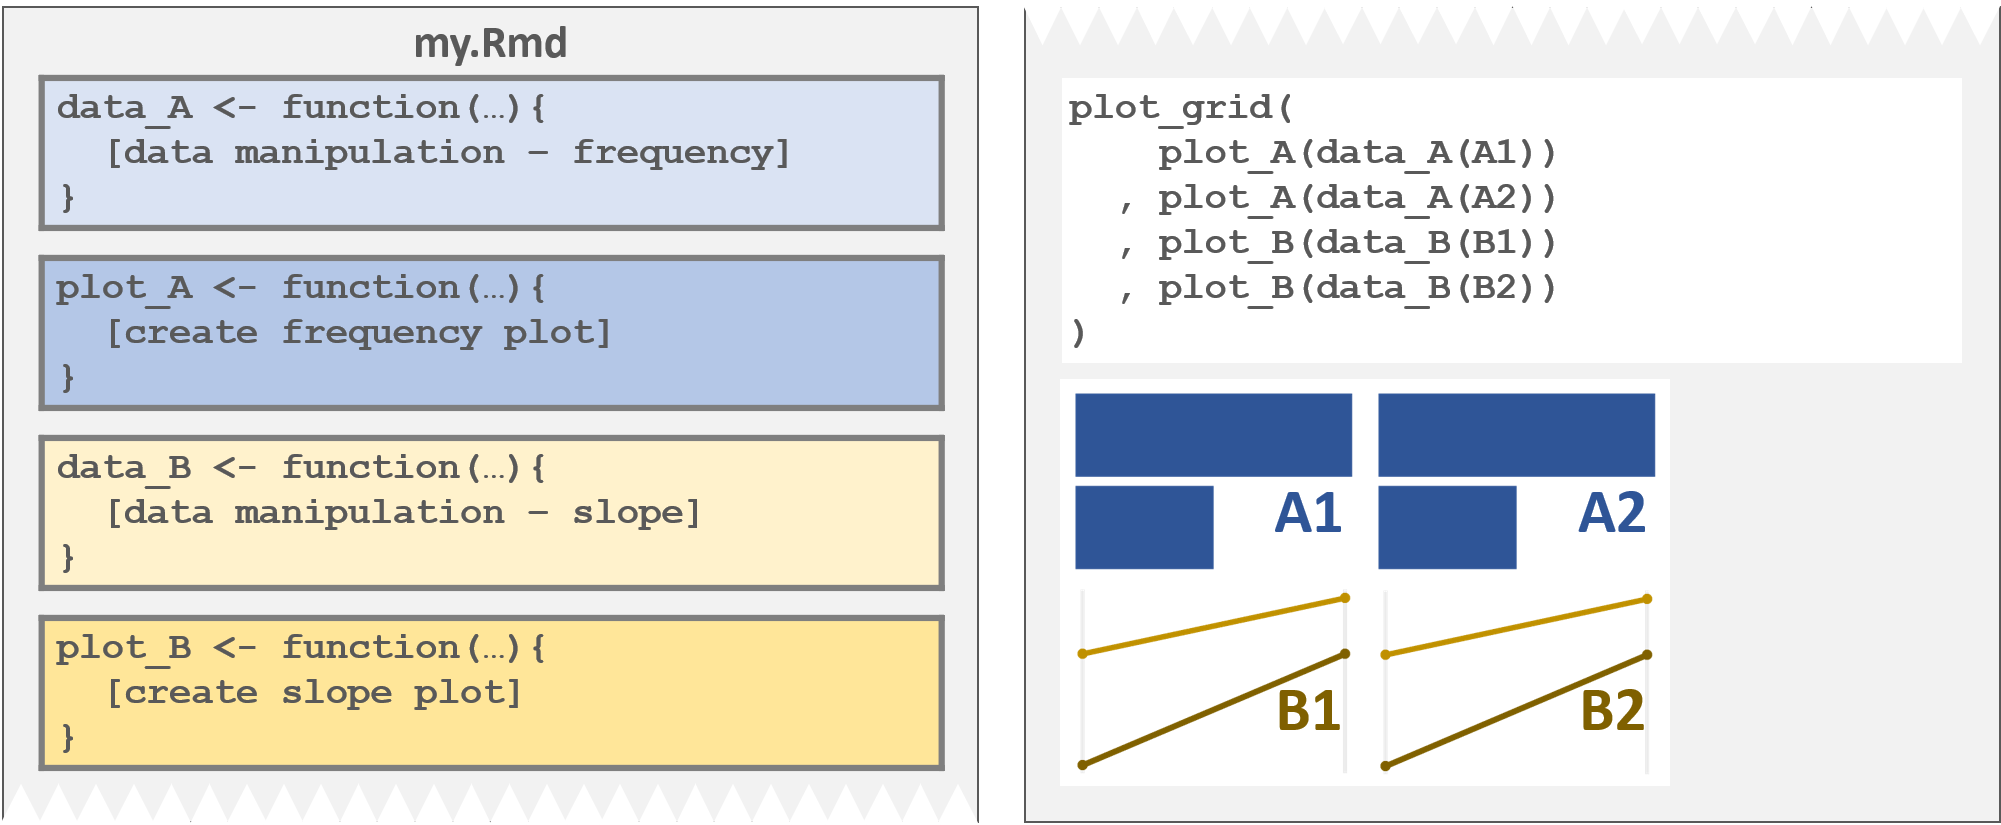 my.Rmd
data_A <- function(…){
[data manipulation – frequency]
}
plot_A <- function(…){
[create frequency plot]
}
data_B <- function(…){
[data manipulation – slope]
}
plot_B <- function(…){
[create slope plot]
}
plot_grid(
plot_A(data_A(A1))
, plot_A(data_A(A2))
, plot_B(data_B(B1))
, plot_B(data_B(B2))
)
A1 A2
B1 B2